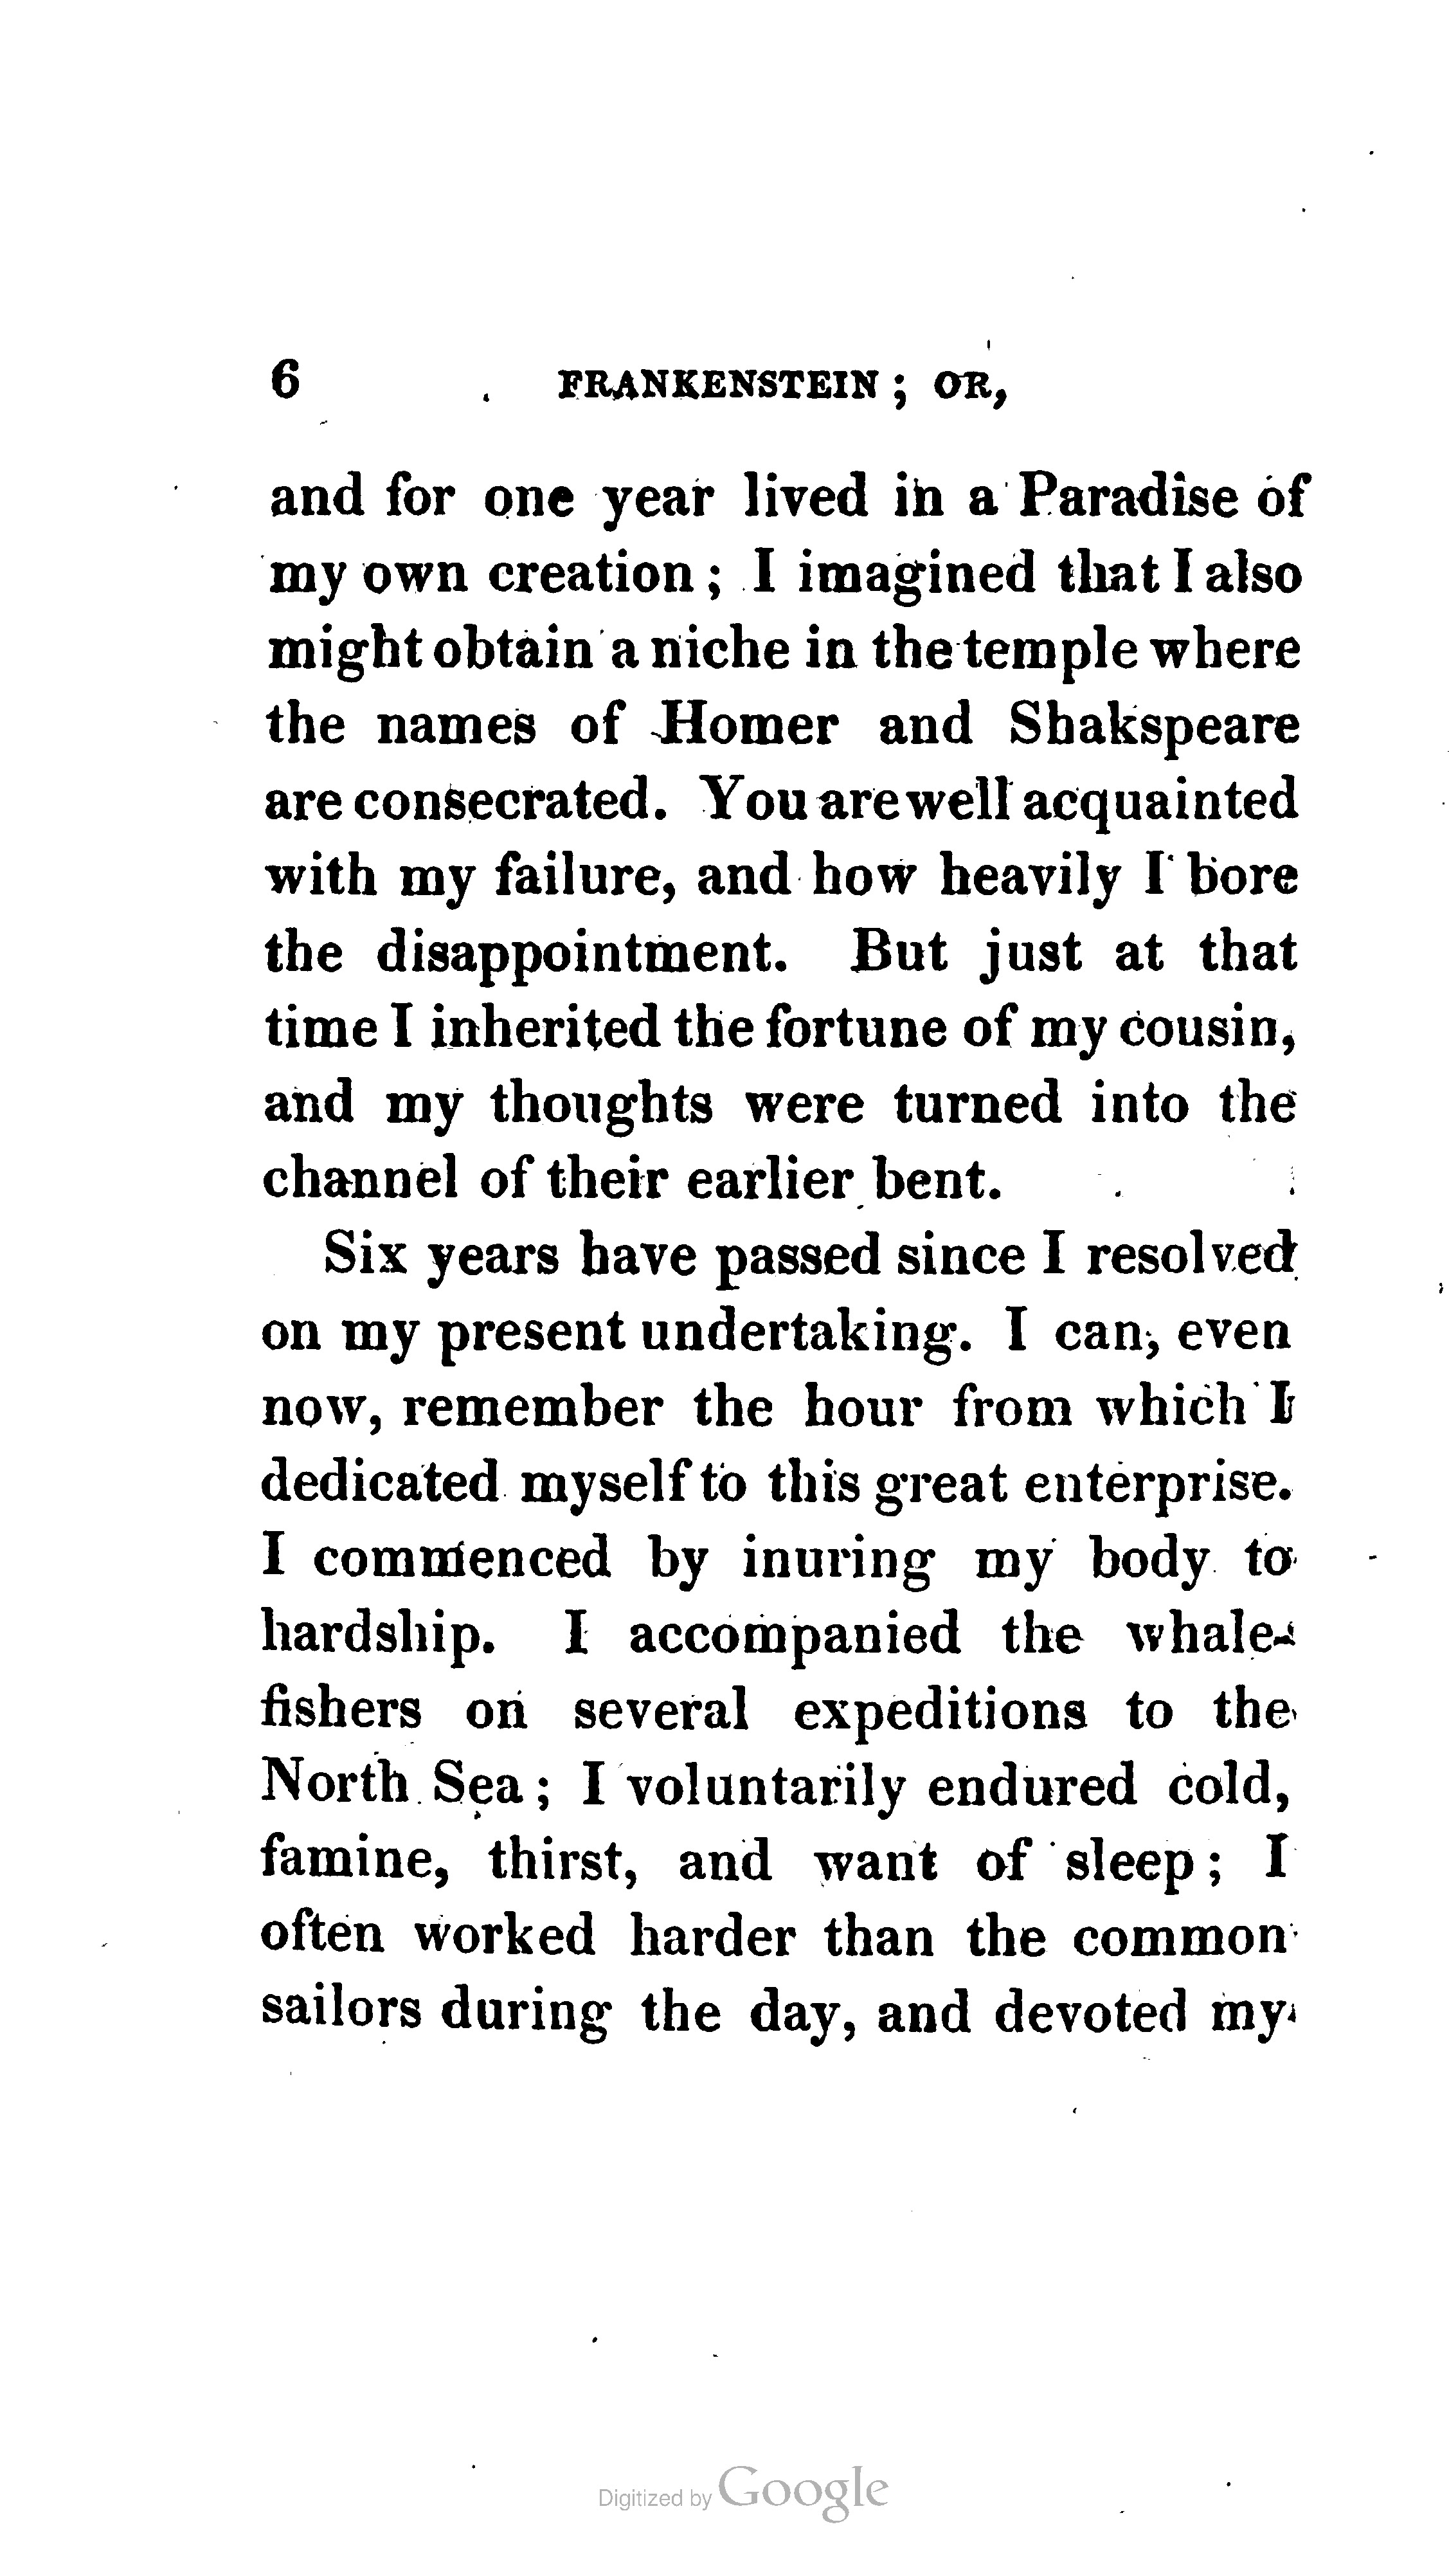 6 FRANKENSTEIN ; OR,
and for one year lived in a Paradise of
my own creation ; I imagined that I also
might obtain a niche in the temple where
the names of Homer and Shakspeare
are consecrated. You are well acquainted
with my failure, and how heavily I bore
the disappointment. But just at that
time I inherited the fortune of my cousin,
and my thoughts were turned into the
channel of their earlier bent.
Six years have passed since I resolved
on my present undertaking. I can, even
now, remember the hour from which I
dedicated myself to this great enterprise.
I commenced by inuring my body to
hardship. I accompanied the whale-
fishers on several expeditions to the
North Sea ; I voluntarily endured cold,
famine, thirst, and want of sleep ; I
often worked harder than the common
sailors during the day, and devoted my
Digitized by Google